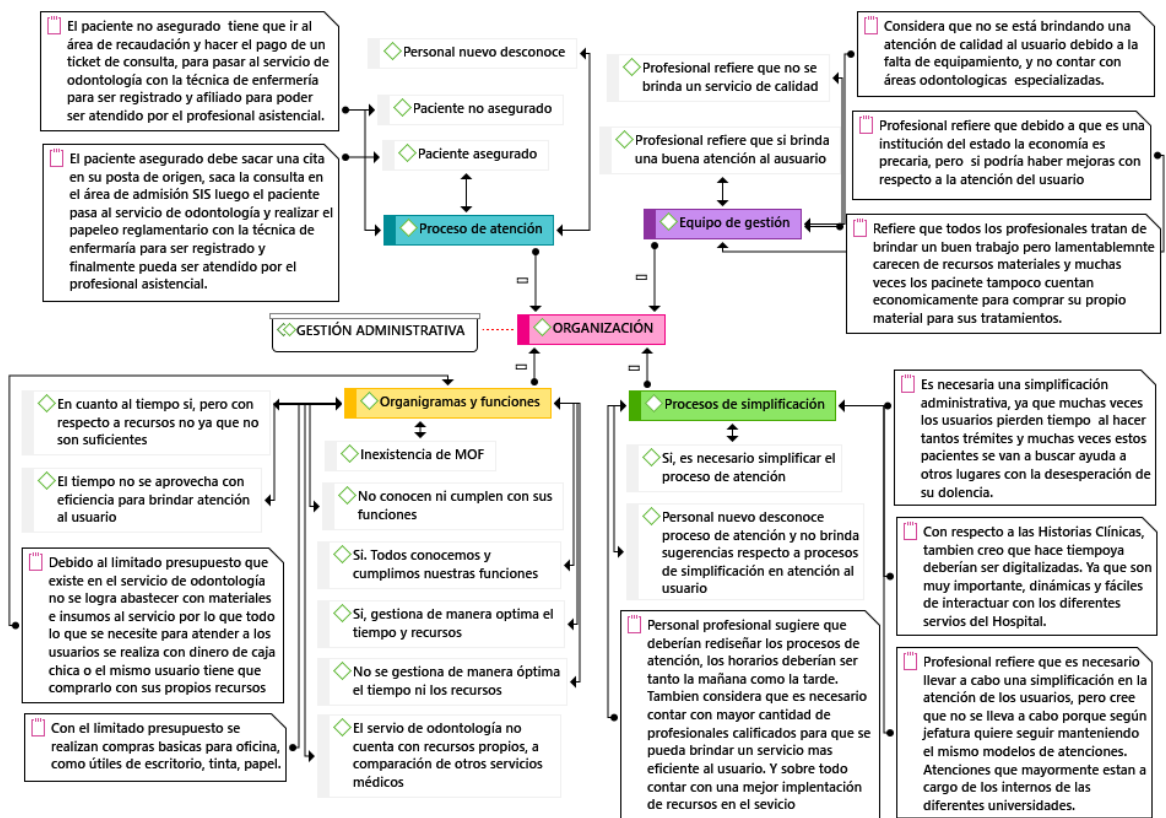 El paciente no asegurado  tiene que ir al
área de recaudación y hacer el pago de un
ticket de consulta, para pasar al servicio de
odontología con la técnica de enfermería
para ser registrado y afiliado para poder
ser atendido por el profesional asistencial.
El paciente asegurado debe sacar una cita
en su posta de origen, saca la consulta en
el área de admisión SIS luego el paciente
pasa al servicio de odontología y realizar el
papeleo reglamentario con la técnica de
enfermaría para ser registrado y
finalmente pueda ser atendido por el
profesional asistencial.
Personal nuevo desconoce
Paciente no asegurado
Paciente asegurado
Proceso de atención
Profesional refiere que no se
brinda un servicio de calidad
Profesional refiere que si brinda
una buena atención al ausuario
Equipo de gestión
Considera que no se está brindando una
atención de calidad al usuario debido a la
falta de equipamiento, y no contar con
áreas odontologicas  especializadas.
Profesional refiere que debido a que es una
institución del estado la economía es
precaria, pero  si podría haber mejoras con
respecto a la atención del usuario
Refiere que todos los profesionales tratan de
brindar un buen trabajo pero lamentablemnte
carecen de recursos materiales y muchas
veces los pacinete tampoco cuentan
economicamente para comprar su propio
material para sus tratamientos.
GESTIÓN ADMINISTRATIVA
ORGANIZACIÓN
Organigramas y funciones
En cuanto al tiempo si, pero con
respecto a recursos no ya que no
son suficientes
El tiempo no se aprovecha con
eficiencia para brindar atención
al usuario
Debido al limitado presupuesto que
existe en el servicio de odontología
no se logra abastecer con materiales
e insumos al servicio por lo que todo
lo que se necesite para atender a los
usuarios se realiza con dinero de caja
chica o el mismo usuario tiene que
comprarlo con sus propios recursos
Con el limitado presupuesto se
realizan compras basicas para oficina,
como útiles de escritorio, tinta, papel.
Inexistencia de MOF
No conocen ni cumplen con sus
funciones
Si. Todos conocemos y
cumplimos nuestras funciones
Si, gestiona de manera optima el
tiempo y recursos
No se gestiona de manera óptima
el tiempo ni los recursos
El servio de odontología no
cuenta con recursos propios, a
comparación de otros servicios
médicos
Procesos de simplificación
Si, es necesario simplificar el
proceso de atención
Personal nuevo desconoce
proceso de atención y no brinda
sugerencias respecto a procesos
de simplificación en atención al
usuario
Personal profesional sugiere que
deberían rediseñar los procesos de
atención, los horarios deberían ser
tanto la mañana como la tarde.
Tambien considera que es necesario
contar con mayor cantidad de
profesionales calificados para que se
pueda brindar un servicio mas
eficiente al usuario. Y sobre todo
contar con una mejor implentación
de recursos en el sevicio
Es necesaria una simplificación
administrativa, ya que muchas veces
los usuarios pierden tiempo  al hacer
tantos trémites y muchas veces estos
pacientes se van a buscar ayuda a
otros lugares con la desesperación de
su dolencia.
Con respecto a las Historias Clínicas,
tambien creo que hace tiempoya
deberían ser digitalizadas. Ya que son
muy importante, dinámicas y fáciles
de interactuar con los diferentes
servios del Hospital.
Profesional refiere que es necesario
llevar a cabo una simplificación en la
atención de los usuarios, pero cree
que no se lleva a cabo porque según
jefatura quiere seguir manteniendo
el mismo modelos de atenciones.
Atenciones que mayormente estan a
cargo de los internos de las
diferentes universidades.